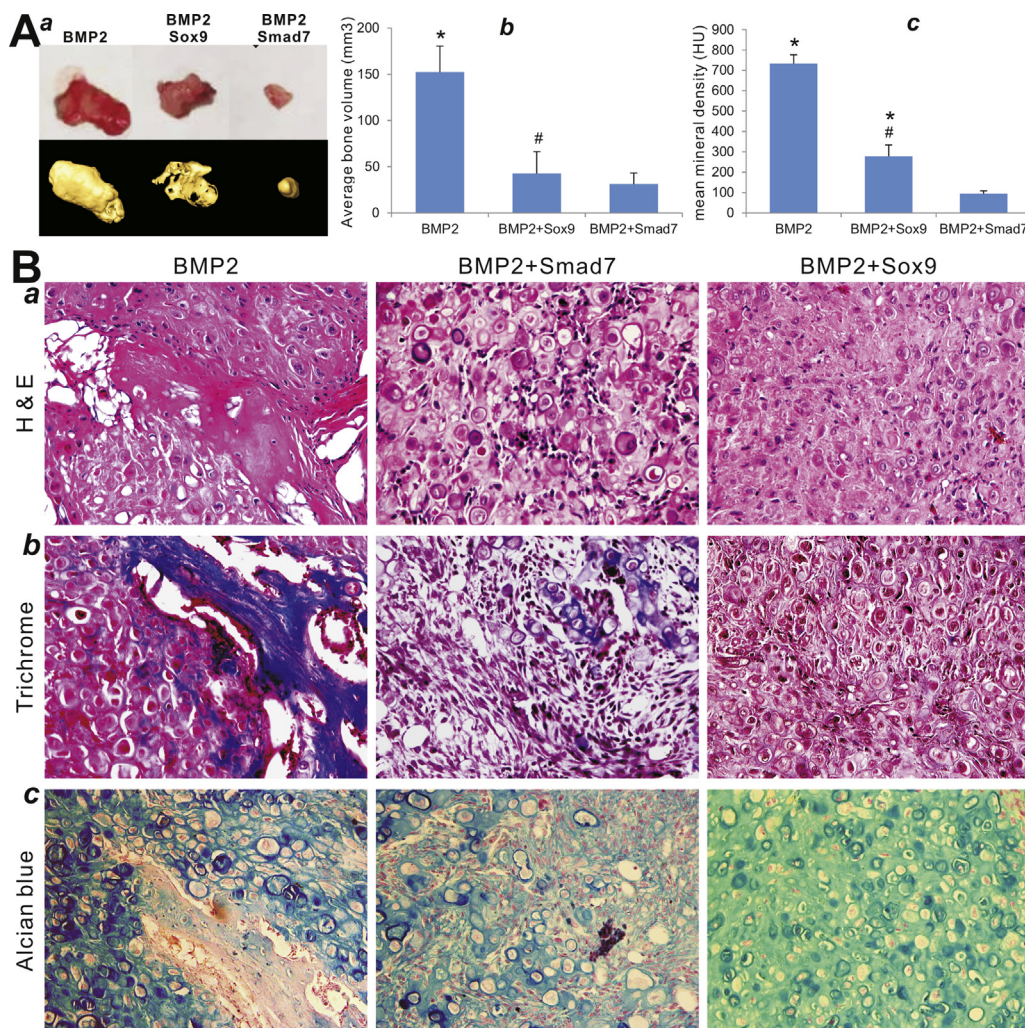 A
a
BMP2
BMP2
Sox9
BMP2
Smad7
b
Average bone volume (mm3)
200
150
100
50
0
*
#
BMP2
BMP2+Sox9
BMP2+Smad7
c
mean mineral density (HU)
900
800
700
600
500
400
300
200
100
0
*
*
#
BMP2
BMP2+Sox9
BMP2+Smad7
B
BMP2
BMP2+Smad7
BMP2+Sox9
a
H & E
b
Trichrome
c
Alcian blue